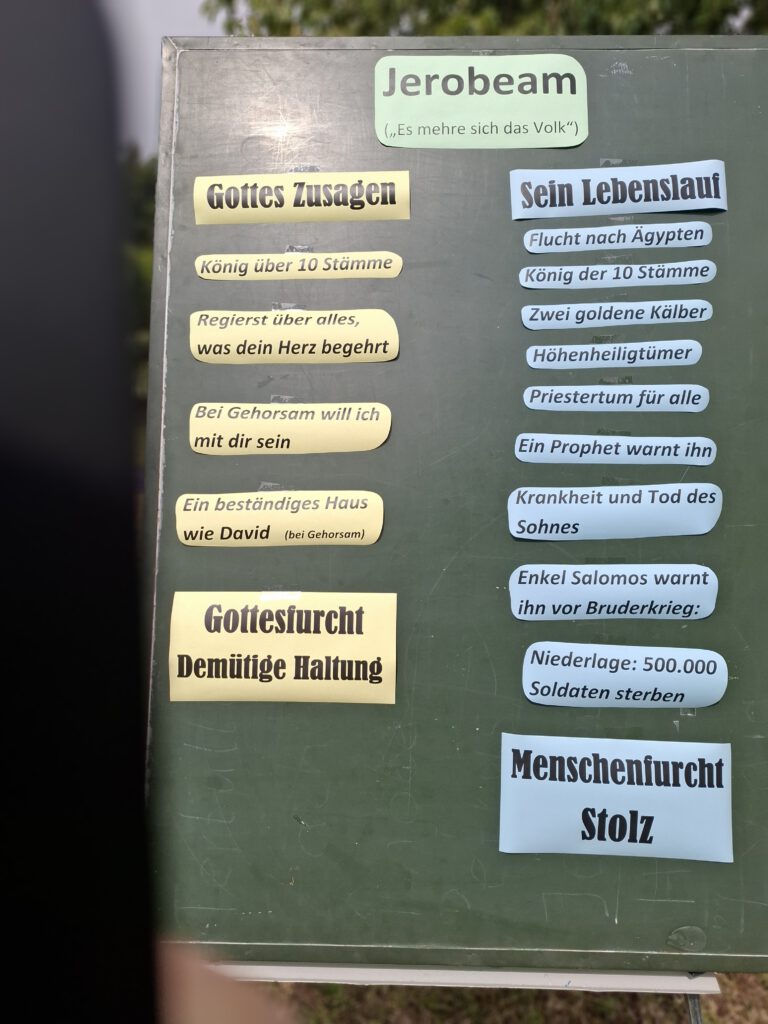 Jerobeam
(„Es mehre sich das Volk“)
Gottes Zusagen
König über 10 Stämme
Regierst über alles,
was dein Herz begehrt
Bei Gehorsam will ich
mit dir sein
Ein beständiges Haus
wie David (bei Gehorsam)
Gottesfurcht
Demütige Haltung
Sein Lebenslauf
Flucht nach Ägypten
König der 10 Stämme
Zwei goldene Kälber
Höhenheiligtümer
Priestertum für alle
Ein Prophet warnt ihn
Krankheit und Tod des
Sohnes
Enkel Salomos warnt
ihn vor Bruderkrieg:
Niederlage: 500.000
Soldaten sterben
Menschenfurcht
Stolz